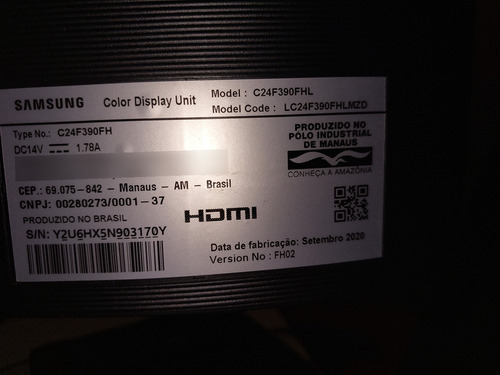 SAMSUNG Color Display Unit
Model : C24F390FHL
Model Code : LC24F390FHLMZD
Type No.: C24F390FH
DC14V 1.78A
PRODUZIDO NO
PÓLO INDUSTRIAL
DE MANAUS
CONHEÇA A AMAZÔNIA
CEP.: 69.075-842 - Manaus - AM - Brasil
CNPJ: 00280273/0001-37
PRODUZIDO NO BRASIL
HDMI
S/N: Y2U6HX5N903170Y
Data de fabricação: Setembro 2020
Version No : FH02